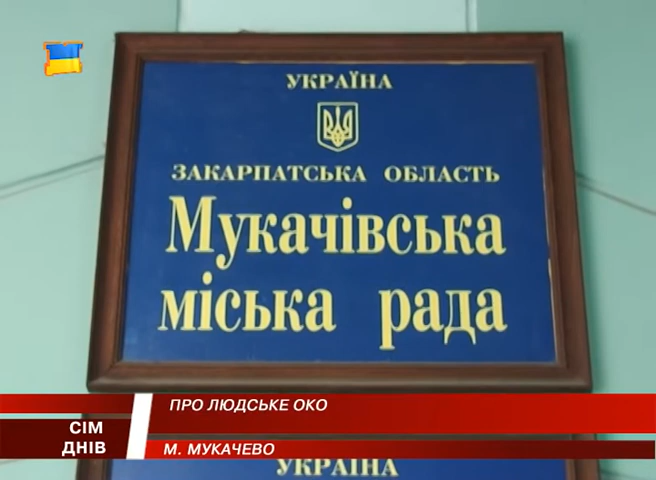 УКРАЇНА
ЗАКАРПАТСЬКА ОБЛАСТЬ
Мукачівська
міська рада
ПРО ЛЮДСЬКЕ ОКО
СІМ
ДНІВ
М. МУКАЧЕВО
УКРАЇНА